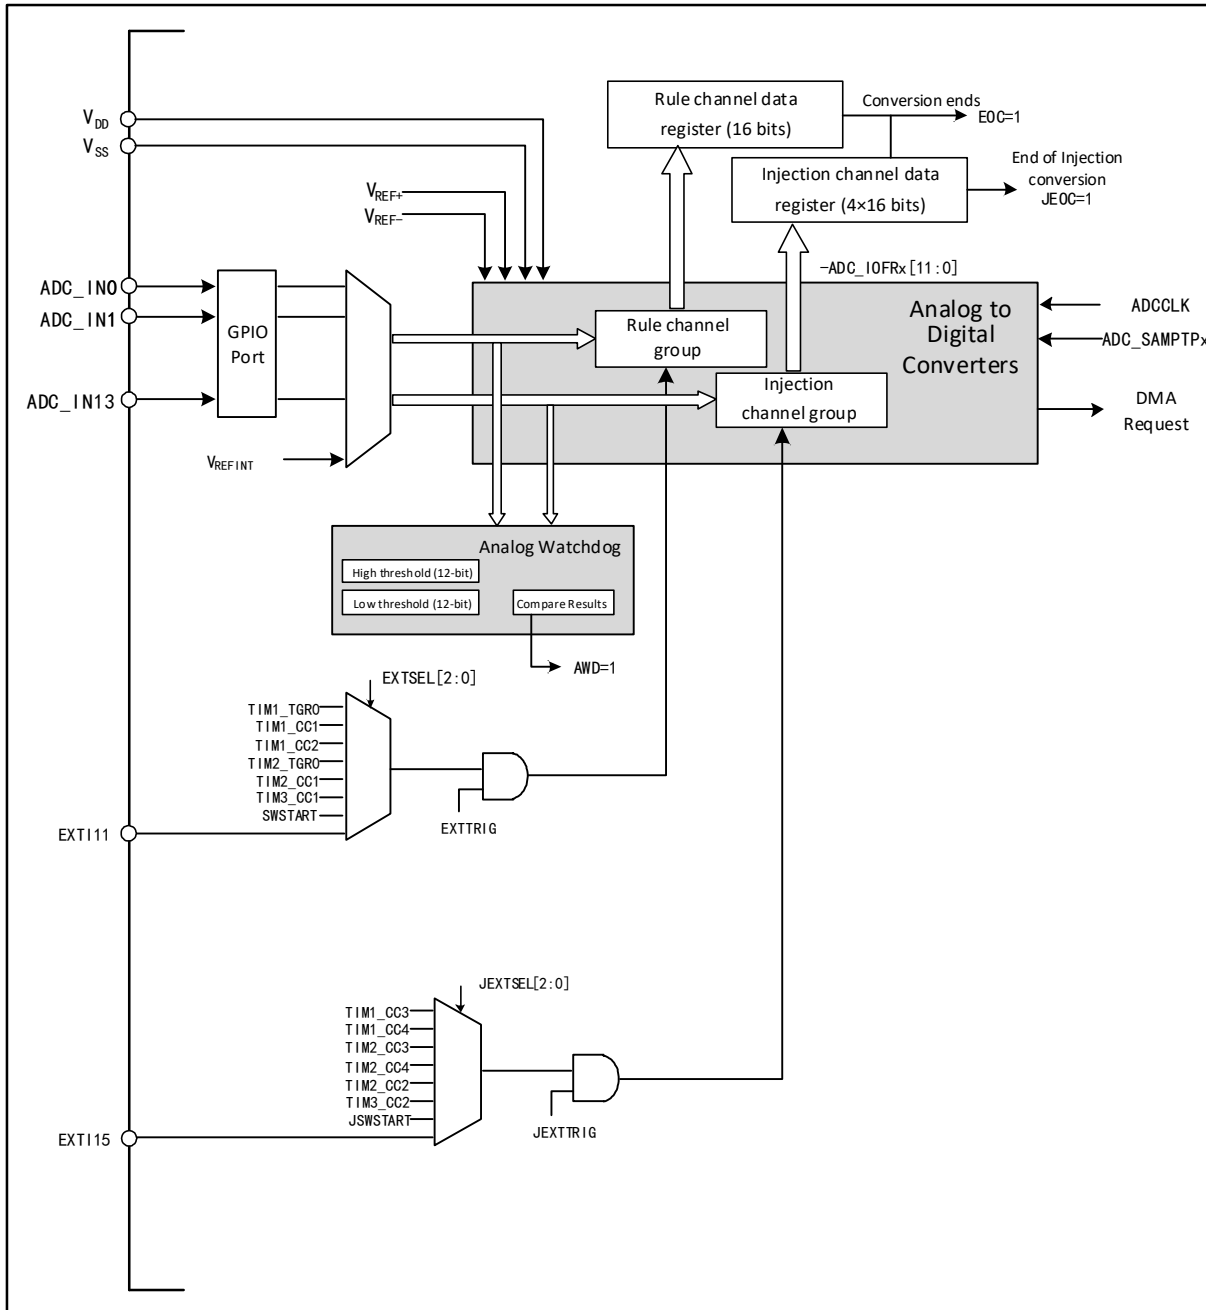 Rule channel data
register (16 bits)
Conversion ends
EOC=1
V_DD
V_SS
End of Injection
conversion
JEOC=1
Injection channel data
register (4×16 bits)
V_REF+
V_REF-
-ADC_IOFRx[11:0]
ADC_IN0
ADC_IN1
ADC_IN13
GPIO
Port
V_REFINT
Rule channel
group
Injection
channel group
Analog to
Digital
Converters
ADCCLK
ADC_SAMPTPx
DMA
Request
Analog Watchdog
High threshold (12-bit)
Low threshold (12-bit)
Compare Results
AWD=1
EXTSEL[2:0]
TIM1_TGRO
TIM1_CC1
TIM1_CC2
TIM2_TGRO
TIM2_CC1
TIM3_CC1
SWSTART
EXTI11
EXTTRIG
JEXTSEL[2:0]
TIM1_CC3
TIM1_CC4
TIM2_CC3
TIM2_CC4
TIM2_CC2
TIM3_CC2
JSWSTART
EXTI15
JEXTTRIG